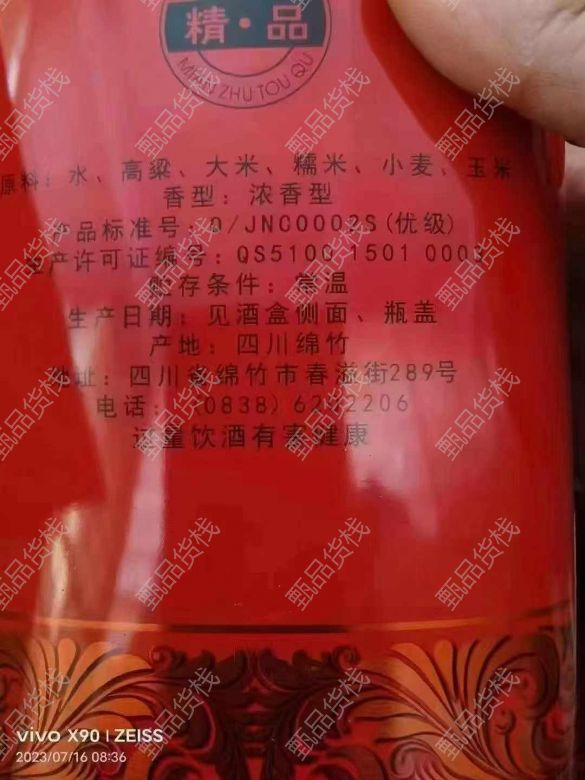 精·品
MIAN ZHU TOU QU
原料：水、高粱、大米、糯米、小麦、玉米
香型：浓香型
产品标准号：Q/JNC0002S(优级)
生产许可证编号：QS5100 1501 0003
贮存条件：常温
生产日期：见酒盒侧面、瓶盖
产地：四川绵竹
地址：四川省绵竹市春溢街289号
电话：(0838)6202206
过量饮酒有害健康
甄品货栈
vivo X90 | ZEISS
2023/07/16 08:36